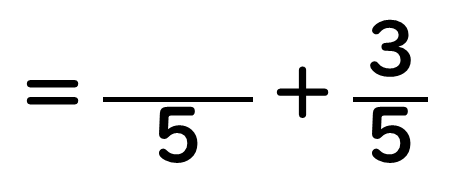 = __/5 + 3/5